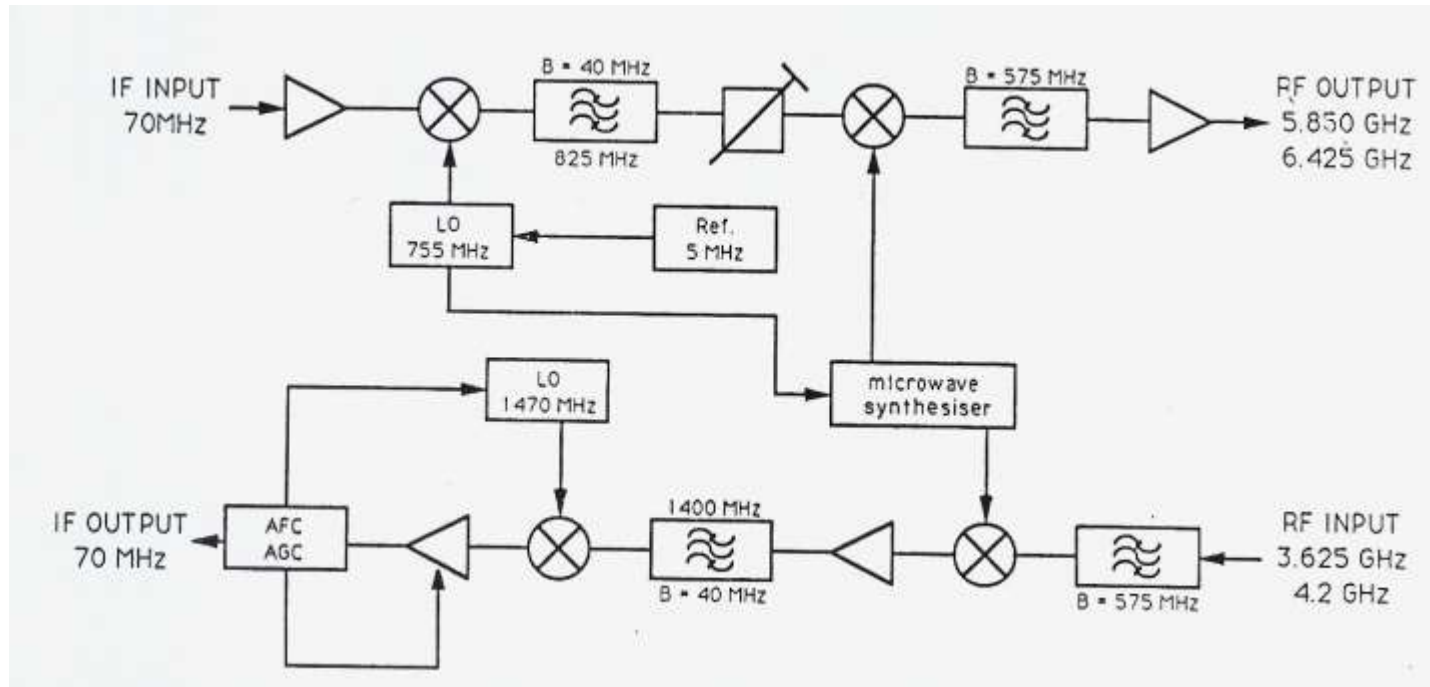 IF INPUT
70MHz
B = 40 MHz
825 MHz
B = 575 MHz
RF OUTPUT
5.850 GHz
6.425 GHz
LO
755 MHz
Ref.
5 MHz
LO
1470 MHz
microwave
synthesiser
IF OUTPUT
70 MHz
AFC
AGC
1400 MHz
B = 40 MHz
B = 575 MHz
RF INPUT
3.625 GHz
4.2 GHz